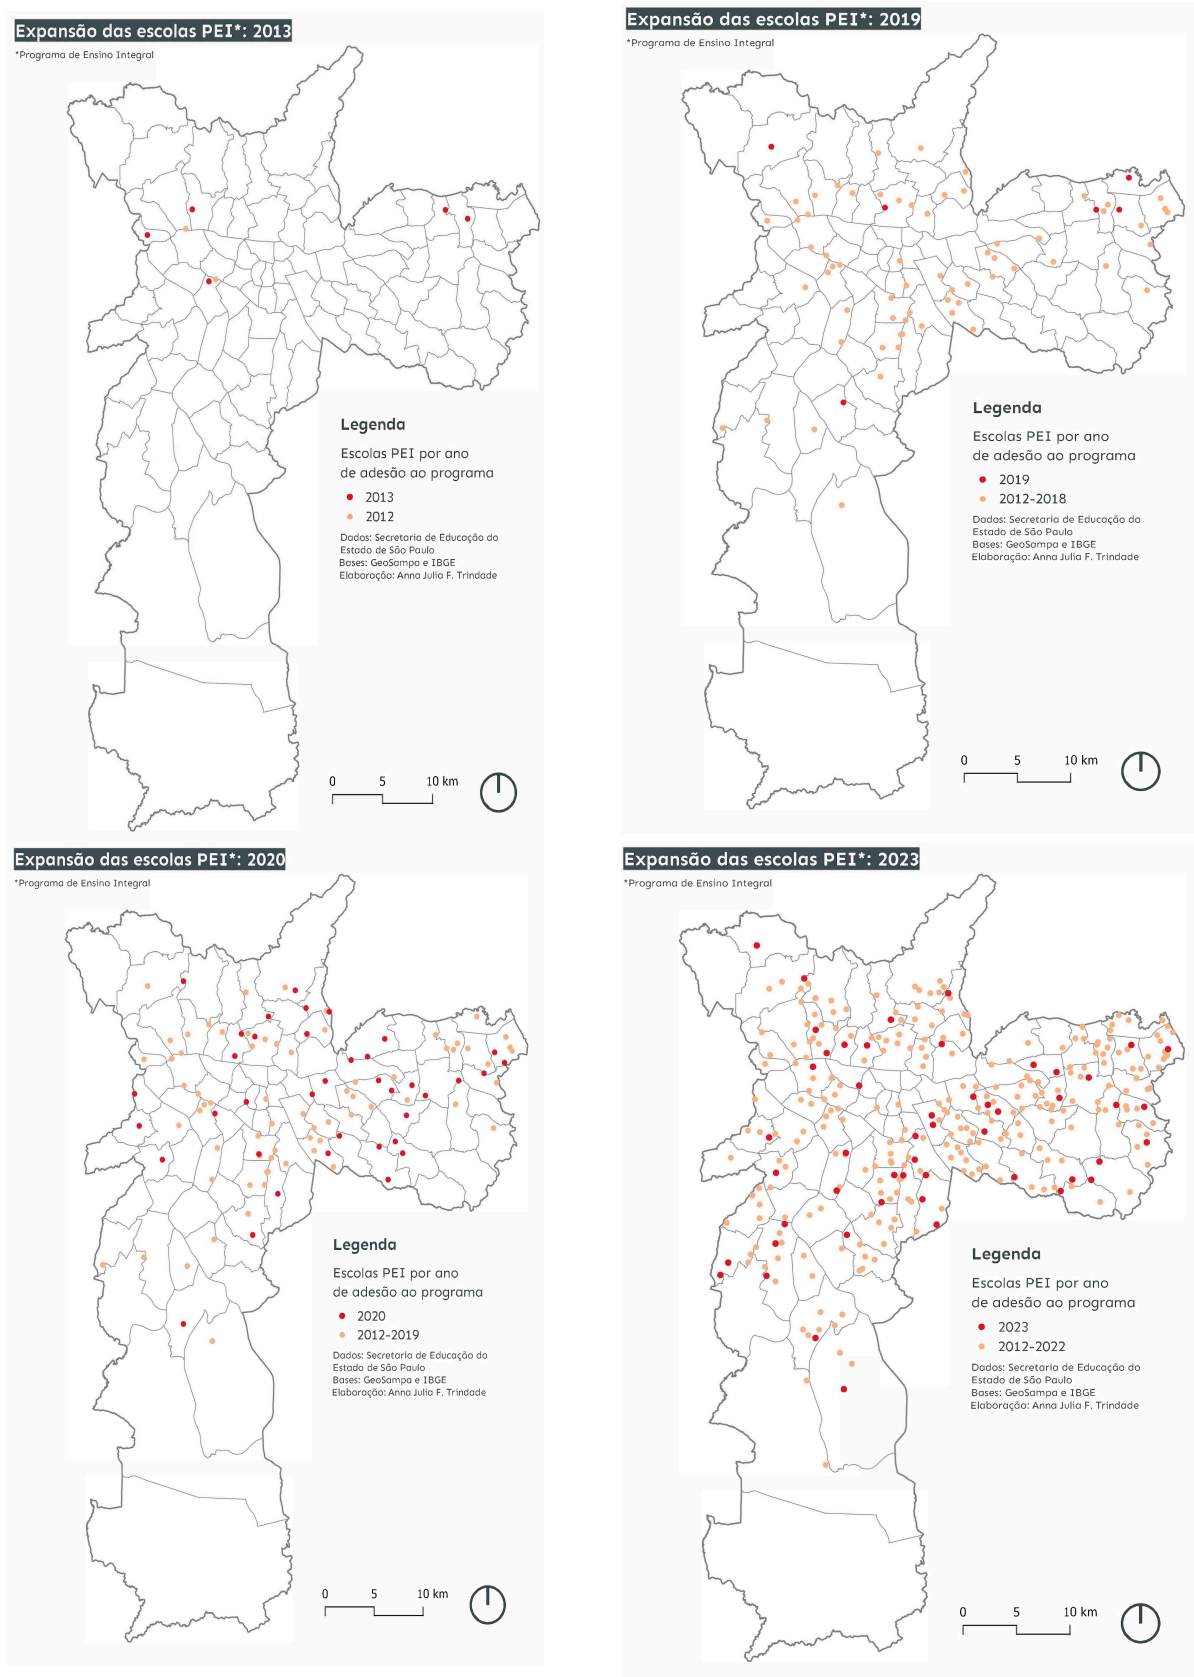 Expansão das escolas PEI*: 2013
*Programa de Ensino Integral
Legenda
Escolas PEI por ano
de adesão ao programa
2013
2012
Dados: Secretaria de Educação do
Estado de São Paulo
Bases: GeoSampa e IBGE
Elaboração: Anna Julia F. Trindade
0 5 10 km
Expansão das escolas PEI*: 2019
*Programa de Ensino Integral
Legenda
Escolas PEI por ano
de adesão ao programa
2019
2012-2018
Dados: Secretaria de Educação do
Estado de São Paulo
Bases: GeoSampa e IBGE
Elaboração: Anna Julia F. Trindade
0 5 10 km
Expansão das escolas PEI*: 2020
*Programa de Ensino Integral
Legenda
Escolas PEI por ano
de adesão ao programa
2020
2012-2019
Dados: Secretaria de Educação do
Estado de São Paulo
Bases: GeoSampa e IBGE
Elaboração: Anna Julia F. Trindade
0 5 10 km
Expansão das escolas PEI*: 2023
*Programa de Ensino Integral
Legenda
Escolas PEI por ano
de adesão ao programa
2023
2012-2022
Dados: Secretaria de Educação do
Estado de São Paulo
Bases: GeoSampa e IBGE
Elaboração: Anna Julia F. Trindade
0 5 10 km